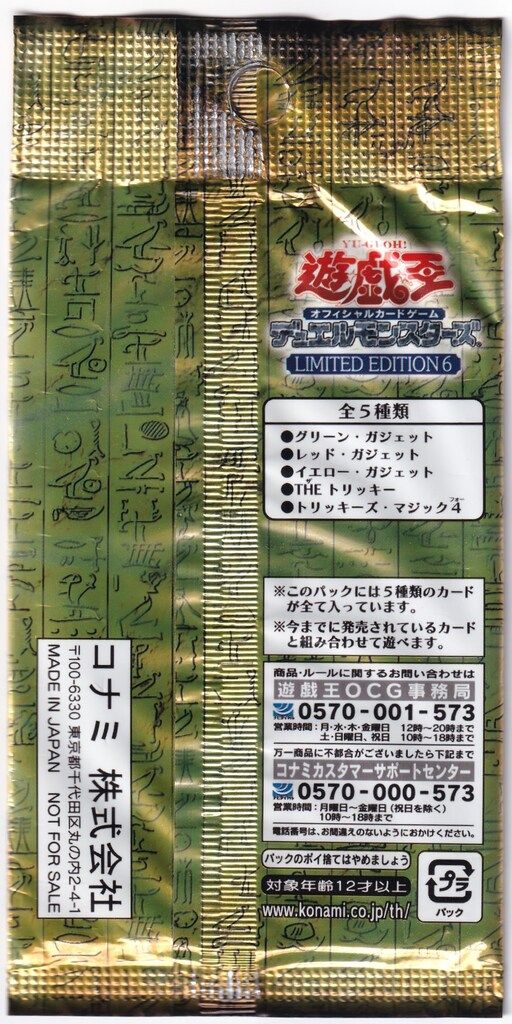 YU-GI-OH!
遊戯王
オフィシャルカードゲーム
デュエルモンスターズ®
LIMITED EDITION 6
全5種類
●グリーン・ガジェット
●レッド・ガジェット
●イエロー・ガジェット
●THEトリッキー
ザ
●トリッキーズ・マジック4
フォー
※このパックには5種類のカード
が全て入っています。
※今までに発売されているカード
と組み合わせて遊べます。
商品・ルールに関するお問い合わせは
遊戯王OCG事務局
0570-001-573
営業時間:月・水・木・金曜日 12時〜20時まで
土・日曜日、祝日 10時〜18時まで
万一商品に不都合がございましたら下記まで
コナミカスタマーサポートセンター
0570-000-573
営業時間:月曜日〜金曜日(祝日を除く)
10時〜18時まで
電話番号は、お間違えのないようにおかけください。
パックのポイ捨てはやめましょう
対象年齢12才以上
www.konami.co.jp/th/
プラ
パック
コナミ 株式会社
〒100-6330 東京都千代田区丸の内2-4-1
MADE IN JAPAN NOT FOR SALE